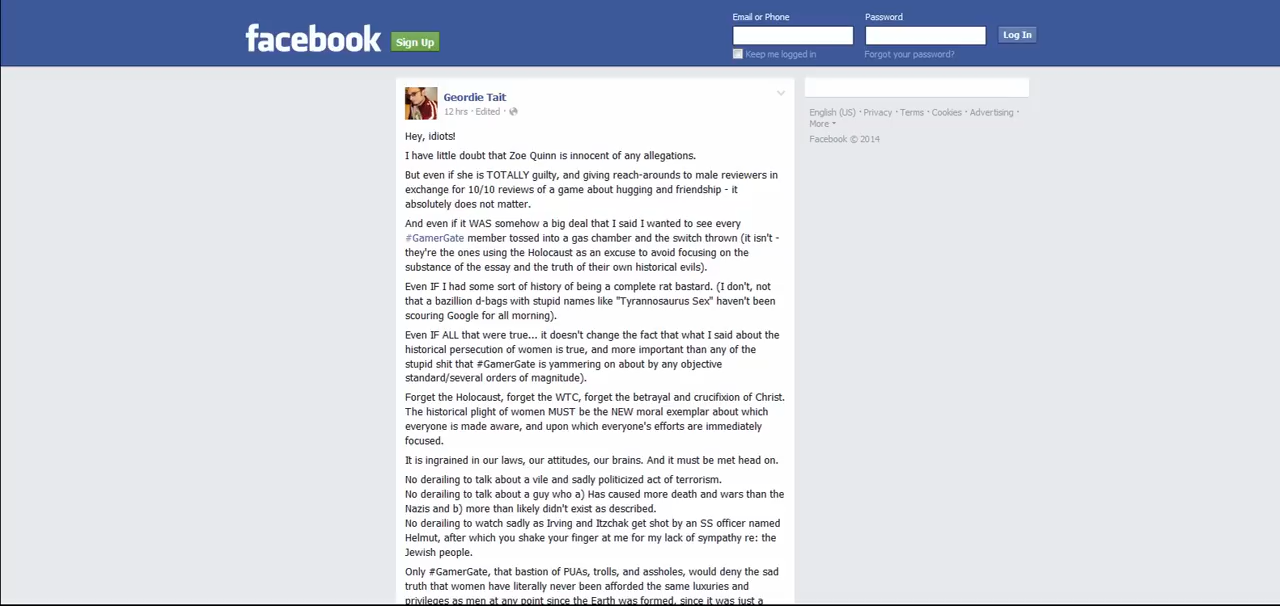 Email or Phone
Password
facebook
Sign Up
Log In
Keep me logged in
Forgot your password?
Geordie Tait
12 hrs · Edited ·
Hey, idiots!
I have little doubt that Zoe Quinn is innocent of any allegations.
But even if she is TOTALLY guilty, and giving reach-arounds to male reviewers in
exchange for 10/10 reviews of a game about hugging and friendship - it
absolutely does not matter.
And even if it WAS somehow a big deal that I said I wanted to see every
#GamerGate member tossed into a gas chamber and the switch thrown (it isn't -
they're the ones using the Holocaust as an excuse to avoid focusing on the
substance of the essay and the truth of their own historical evils).
Even IF I had some sort of history of being a complete rat bastard. (I don't, not
that a bazillion d-bags with stupid names like "Tyrannosaurus Sex" haven't been
scouring Google for all morning).
Even IF ALL that were true... it doesn't change the fact that what I said about the
historical persecution of women is true, and more important than any of the
stupid shit that #GamerGate is yammering on about by any objective
standard/several orders of magnitude).
Forget the Holocaust, forget the WTC, forget the betrayal and crucifixion of Christ.
The historical plight of women MUST be the NEW moral exemplar about which
everyone is made aware, and upon which everyone's efforts are immediately
focused.
It is ingrained in our laws, our attitudes, our brains. And it must be met head on.
No derailing to talk about a vile and sadly politicized act of terrorism.
No derailing to talk about a guy who a) Has caused more death and wars than the
Nazis and b) more than likely didn't exist as described.
No derailing to watch sadly as Irving and Itzchak get shot by an SS officer named
Helmut, after which you shake your finger at me for my lack of sympathy re: the
Jewish people.
Only #GamerGate, that bastion of PUAs, trolls, and assholes, would deny the sad
truth that women have literally never been afforded the same luxuries and
privileges as men at any point since the Earth was formed, since it was just a
English (US) · Privacy · Terms · Cookies · Advertising ·
More
Facebook © 2014